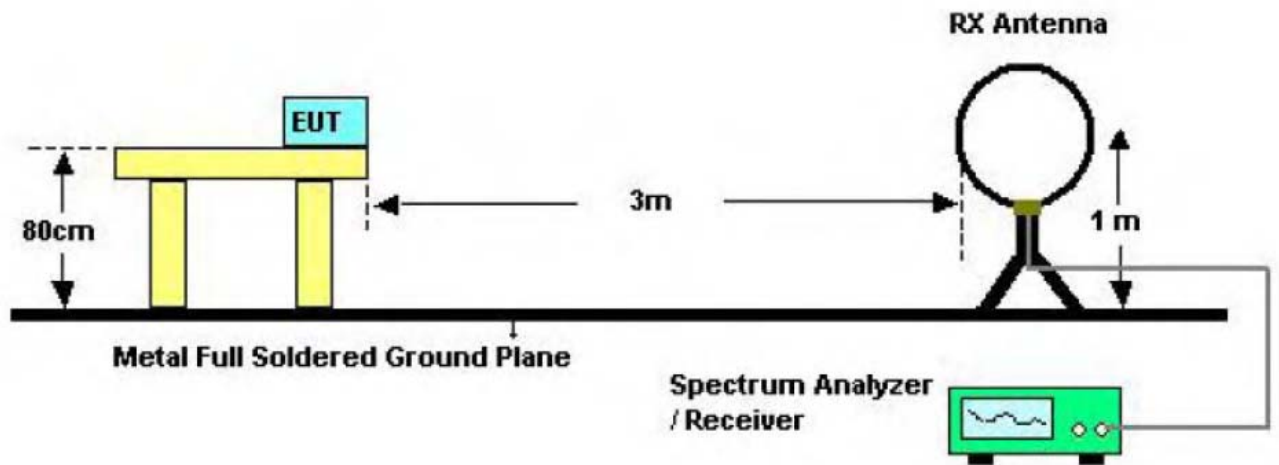 RX Antenna
EUT
80cm
3m
1 m
Metal Full Soldered Ground Plane
Spectrum Analyzer
/ Receiver